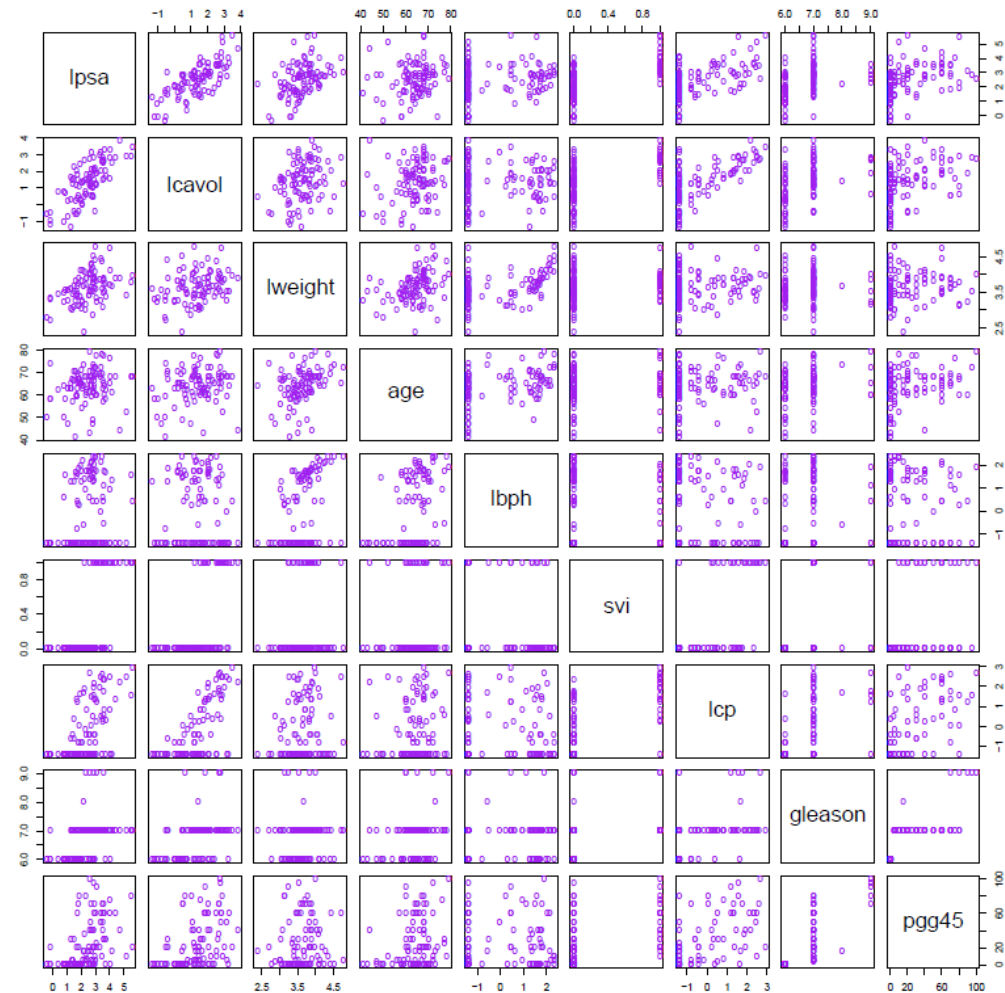 −1 1 2 3 4 40 50 60 70 80 0.0 0.4 0.8 6.0 7.0 8.0 9.0
lpsa
0 1 2 3 4 5
−1 1 2 3 4
lcavol
lweight
2.5 3.5 4.5
40 50 60 70 80
age
lbph
−1 0 1 2
0.0 0.4 0.8
svi
lcp
−1 0 1 2 3
6.0 7.0 8.0 9.0
gleason
pgg45
0 20 60 100
0 1 2 3 4 5 2.5 3.5 4.5 −1 0 1 2 −1 0 1 2 3 0 20 60 100